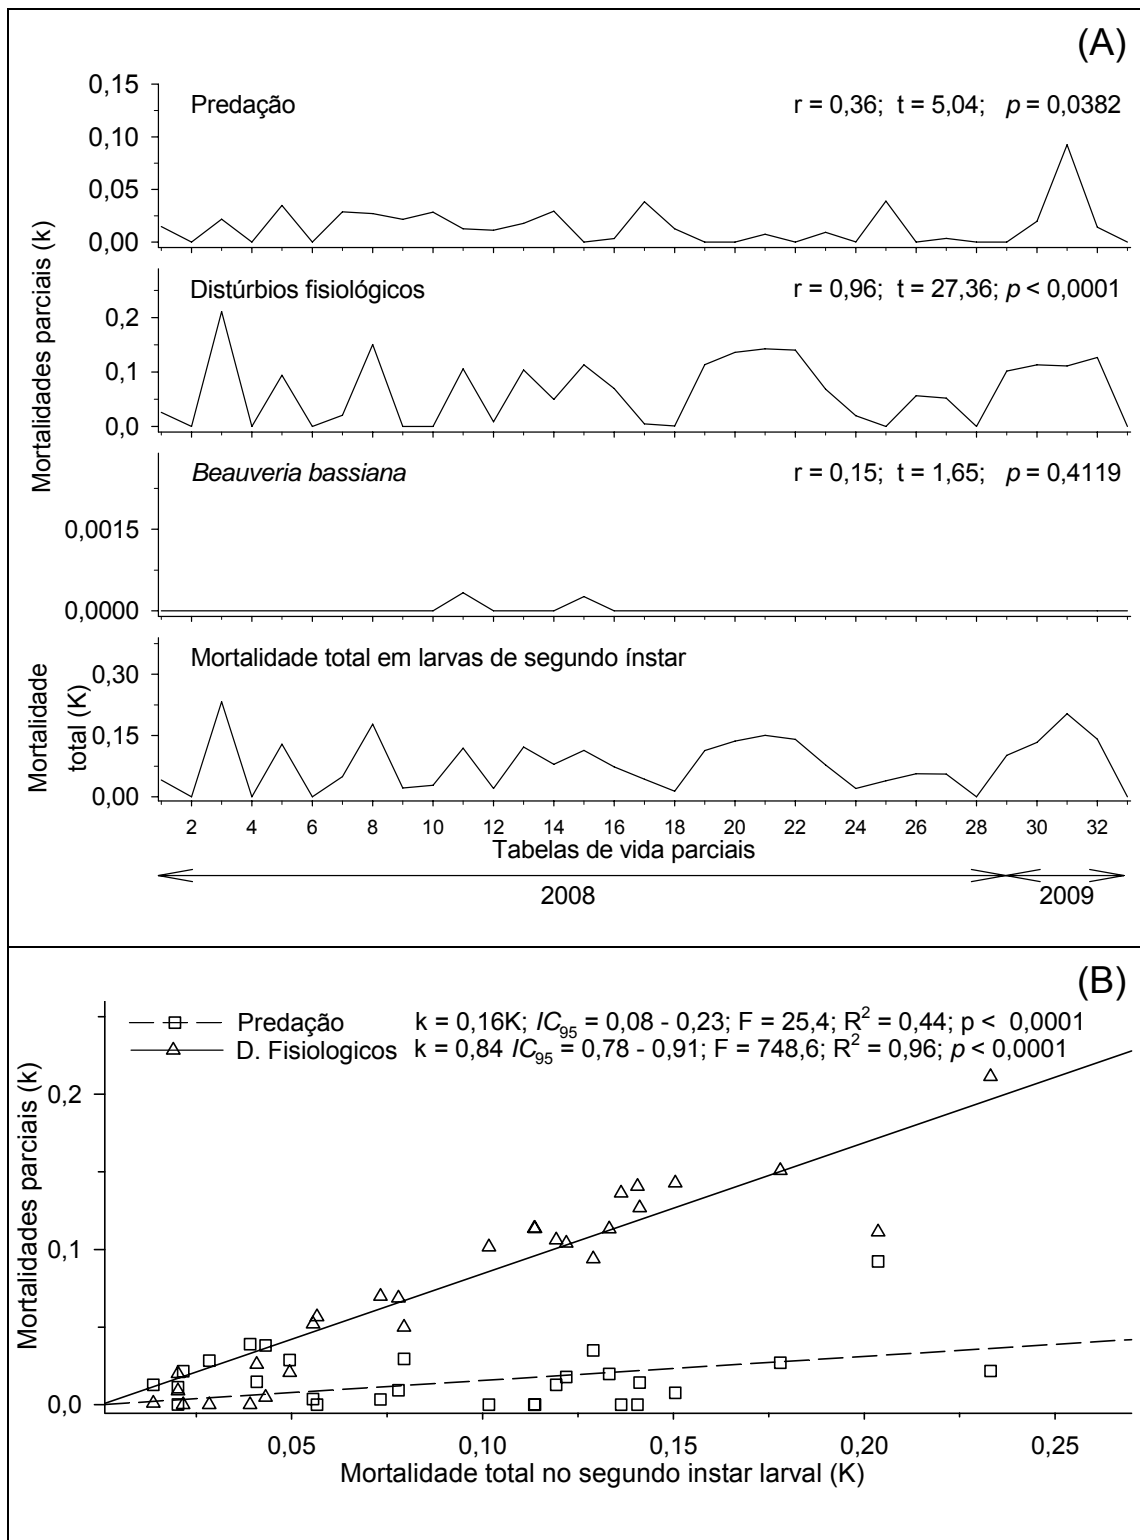 (A)
0,15
Predação
r = 0,36; t = 5,04; p = 0,0382
0,10
0,05
0,00
Mortalidades parciais (k)
Distúrbios fisiológicos
r = 0,96; t = 27,36; p < 0,0001
0,2
0,1
0,0
Beauveria bassiana
r = 0,15; t = 1,65; p = 0,4119
0,0015
0,0000
Mortalidade total em larvas de segundo ínstar
Mortalidade
total (K)
0,30
0,15
0,00
2 4 6 8 10 12 14 16 18 20 22 24 26 28 30 32
Tabelas de vida parciais
2008 2009
(B)
Predação k = 0,16K; IC95 = 0,08 - 0,23; F = 25,4; R2 = 0,44; p < 0,0001
D. Fisiologicos k = 0,84 IC95 = 0,78 - 0,91; F = 748,6; R2 = 0,96; p < 0,0001
Mortalidades parciais (k)
0,2
0,1
0,0
0,05 0,10 0,15 0,20 0,25
Mortalidade total no segundo instar larval (K)